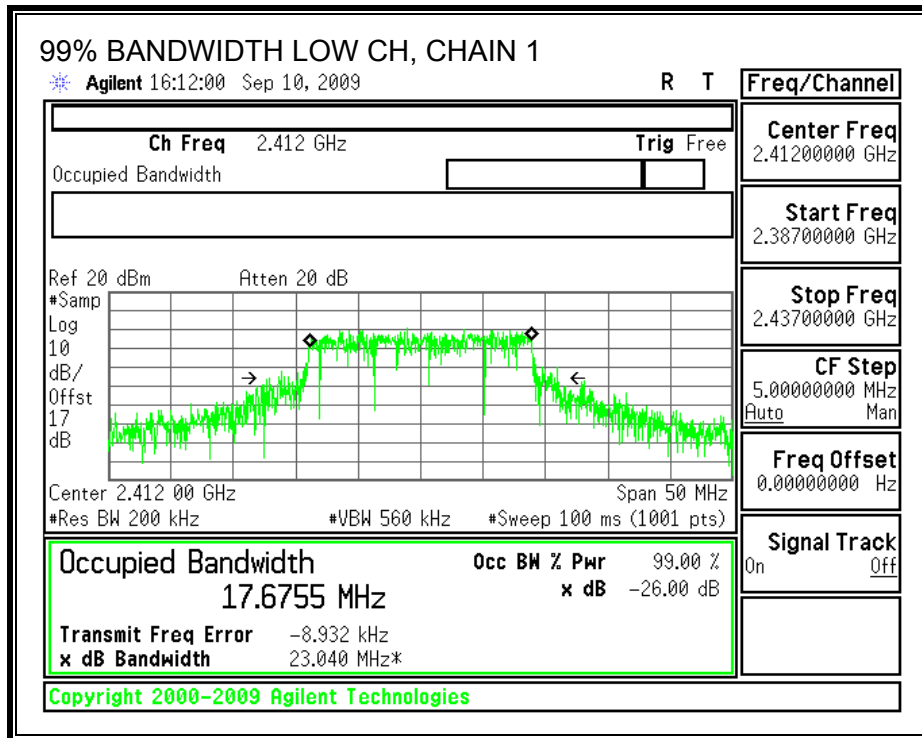 99% BANDWIDTH LOW CH, CHAIN 1
Agilent 16:12:00 Sep 10, 2009 R T
Ch Freq 2.412 GHz Trig Free
Occupied Bandwidth
Ref 20 dBm Atten 20 dB
#Samp
Log
10
dB/
Offst
17
dB
Center 2.412 00 GHz Span 50 MHz
#Res BW 200 kHz #VBW 560 kHz #Sweep 100 ms (1001 pts)
Occupied Bandwidth Occ BW % Pwr 99.00 %
17.6755 MHz x dB -26.00 dB
Transmit Freq Error -8.932 kHz
x dB Bandwidth 23.040 MHz*
Copyright 2000-2009 Agilent Technologies
Freq/Channel
Center Freq
2.41200000 GHz
Start Freq
2.38700000 GHz
Stop Freq
2.43700000 GHz
CF Step
5.00000000 MHz
Auto Man
Freq Offset
0.00000000 Hz
Signal Track
On Off